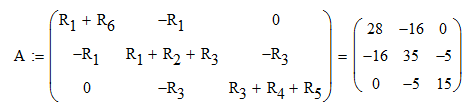 R₁ + R₆ −R₁ 0
A := −R₁ R₁ + R₂ + R₃ −R₃
0 −R₃ R₃ + R₄ + R₅
= 28 −16 0
−16 35 −5
0 −5 15